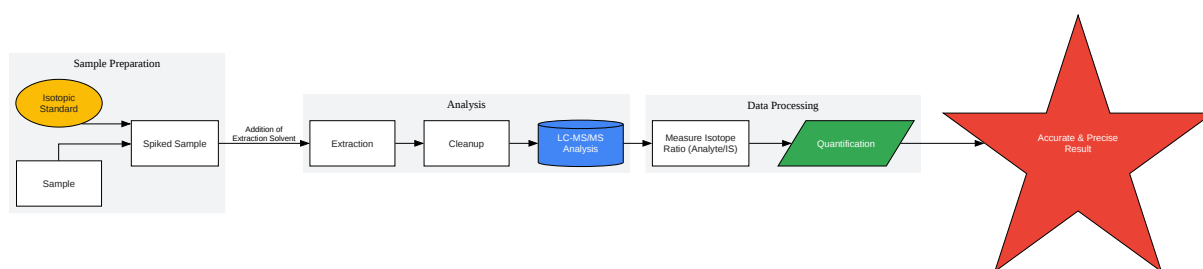 Sample Preparation
Isotopic
Standard
Sample
Spiked Sample
Addition of
Extraction Solvent
Analysis
Extraction
Cleanup
LC-MS/MS
Analysis
Data Processing
Measure Isotope
Ratio (Analyte/IS)
Quantification
Accurate & Precise
Result